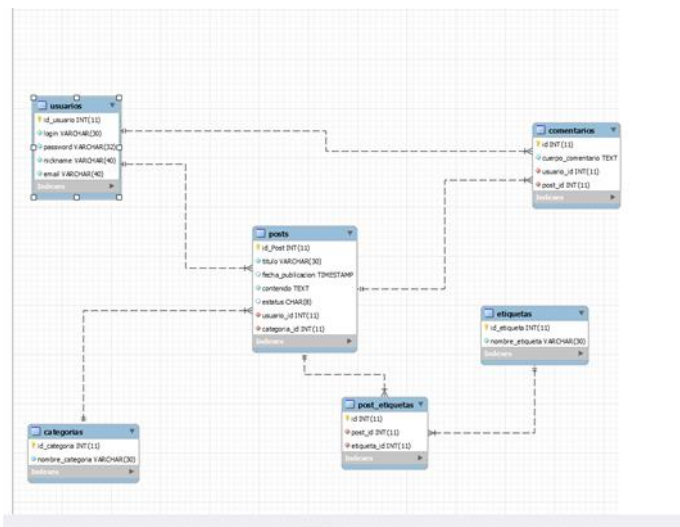 usuarios
id_usuario INT(11)
login VARCHAR(30)
password VARCHAR(32)
nickname VARCHAR(40)
email VARCHAR(40)
Indexes
comentarios
id INT(11)
cuerpo_comentario TEXT
usuario_id INT(11)
post_id INT(11)
Indexes
posts
id_Post INT(11)
titulo VARCHAR(30)
fecha_publicacion TIMESTAMP
contenido TEXT
estatus CHAR(8)
usuario_id INT(11)
categoria_id INT(11)
Indexes
etiquetas
id_etiqueta INT(11)
nombre_etiqueta VARCHAR(30)
Indexes
post_etiquetas
id INT(11)
post_id INT(11)
etiqueta_id INT(11)
Indexes
categorias
id_categoria INT(11)
nombre_categoria VARCHAR(30)
Indexes